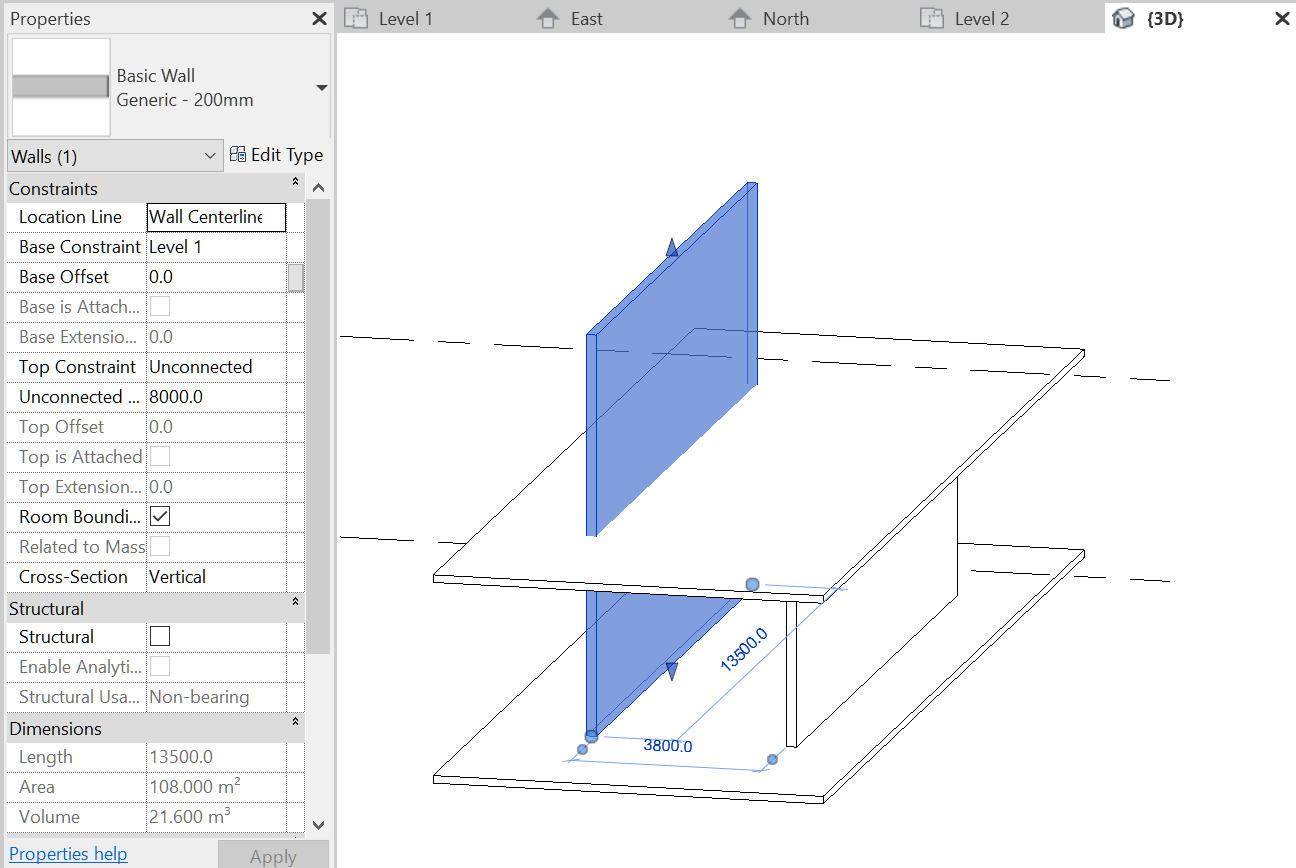 Properties
Level 1
East
North
Level 2
{3D}
Basic Wall
Generic - 200mm
Walls (1)
Edit Type
Constraints
Location Line Wall Centerline
Base Constraint Level 1
Base Offset 0.0
Base is Attach...
Base Extensio... 0.0
Top Constraint Unconnected
Unconnected ... 8000.0
Top Offset 0.0
Top is Attached
Top Extension... 0.0
Room Boundi...
Related to Mass
Cross-Section Vertical
Structural
Structural
Enable Analyti...
Structural Usa... Non-bearing
Dimensions
Length 13500.0
Area 108.000 m²
Volume 21.600 m³
Properties help
Apply
13500.0
3800.0